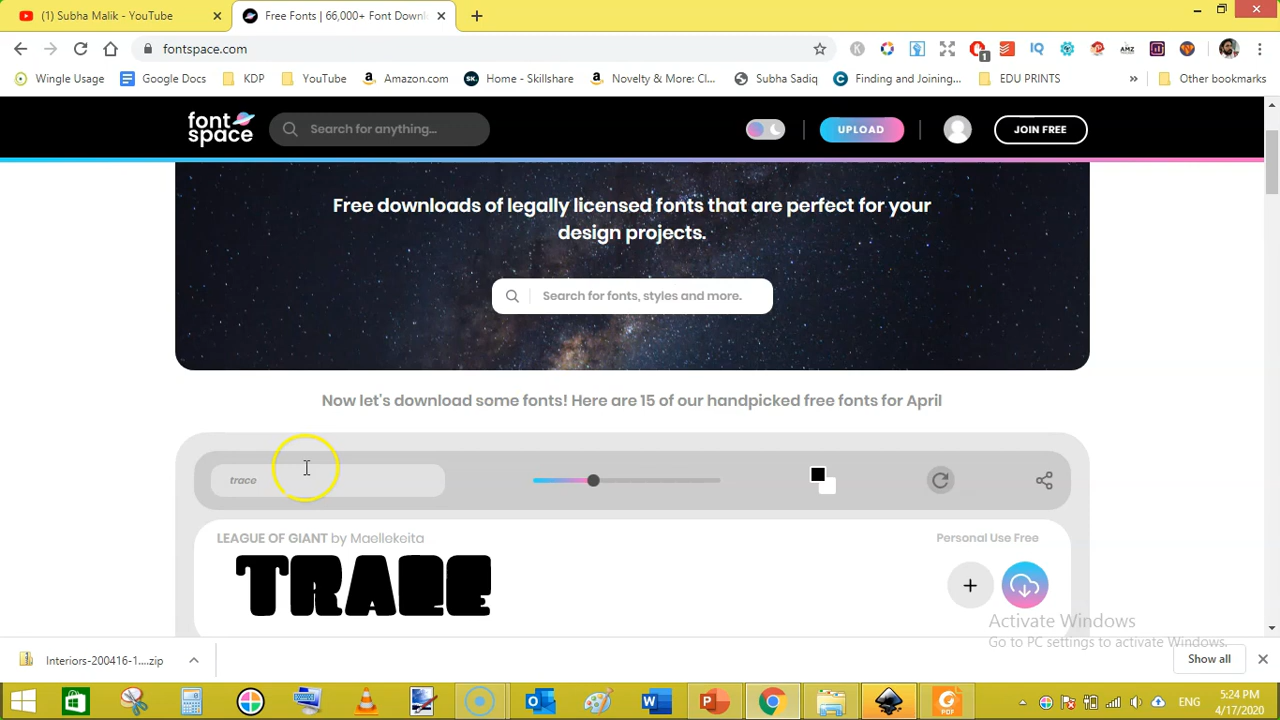 (1) Subha Malik - YouTube
Free Fonts | 66,000+ Font Downl
fontspace.com
1
Wingle Usage
Google Docs
KDP
YouTube
Amazon.com
Home - Skillshare
Novelty & More: Cl...
Subha Sadiq
Finding and Joining...
EDU PRINTS
»
Other bookmarks
font
space
Search for anything...
UPLOAD
JOIN FREE
Free downloads of legally licensed fonts that are perfect for your
design projects.
Search for fonts, styles and more.
Now let's download some fonts! Here are 15 of our handpicked free fonts for April
trace
LEAGUE OF GIANT by Maellekeita
Personal Use Free
TRACE
Activate Windows
Go to PC settings to activate Windows.
Interiors-200416-1....zip
Show all
ENG
5:24 PM
4/17/2020